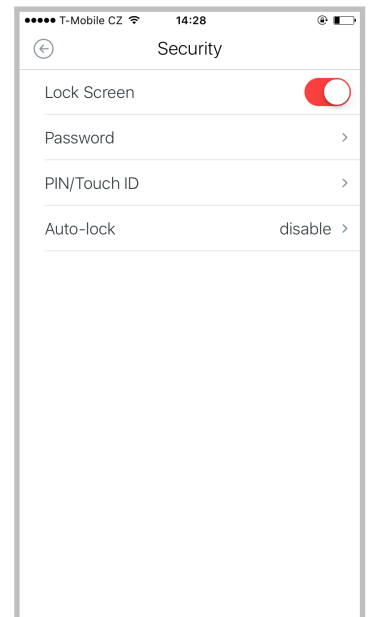 T-Mobile CZ 14:28
Security
Lock Screen
Password
PIN/Touch ID
Auto-lock disable